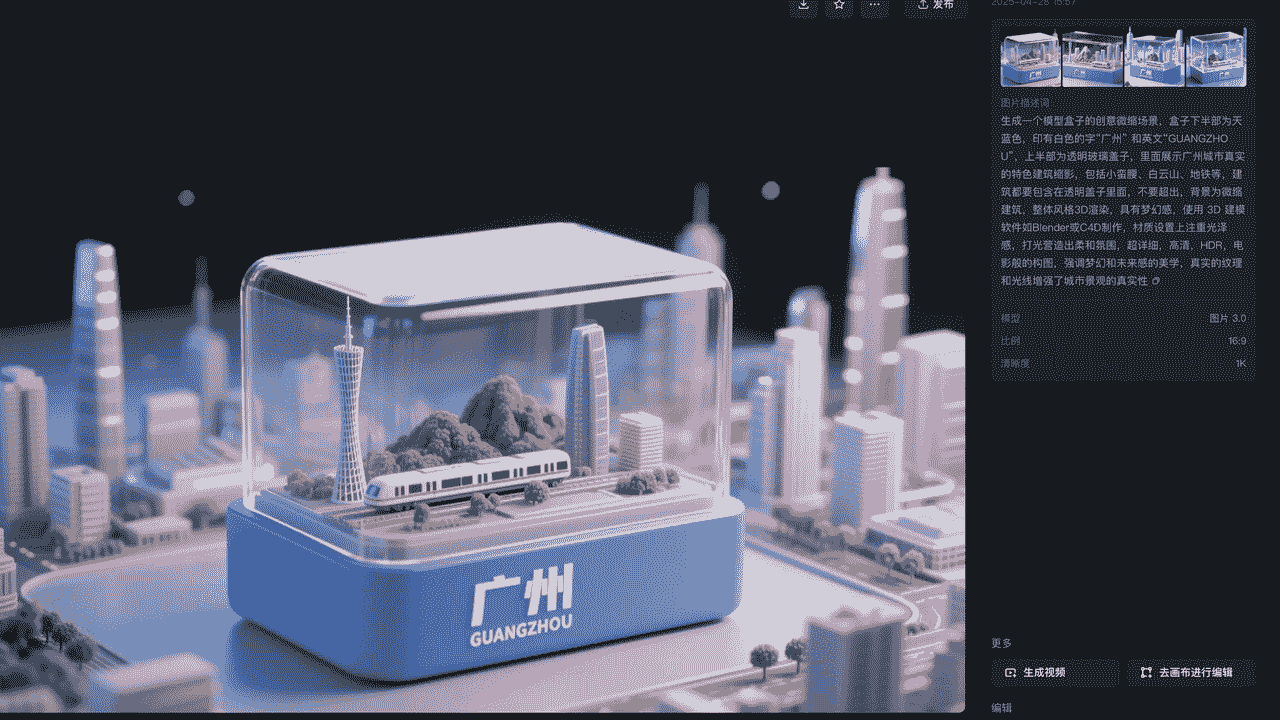 发布
2025-04-28 15:57
图片描述词
生成一个模型盒子的创意微缩场景，盒子下半部为天
蓝色，印有白色的字“广州” 和英文“GUANGZHO
U”，上半部为透明玻璃盖子，里面展示广州城市真实
的特色建筑缩影，包括小蛮腰、白云山、地铁等，建
筑都要包含在透明盖子里面，不要超出，背景为微缩
建筑，整体风格3D渲染，具有梦幻感，使用 3D 建模
软件如Blender或C4D制作，材质设置上注重光泽
感，打光营造出柔和氛围，超详细，高清，HDR，电
影般的构图，强调梦幻和未来感的美学，真实的纹理
和光线增强了城市景观的真实性
模型 图片 3.0
比例 16:9
清晰度 1K
广州
GUANGZHOU
更多
生成视频 去画布进行编辑
编辑